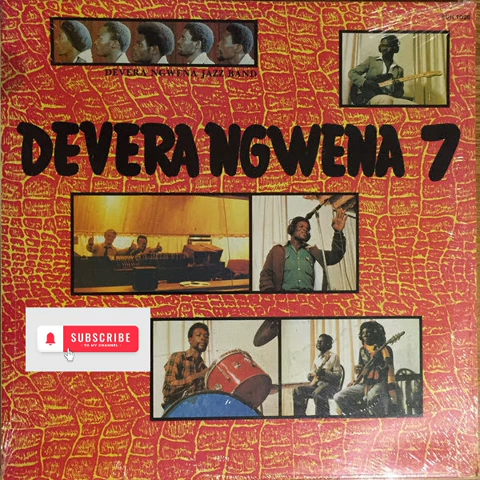 DEVERA NGWENA JAZZ BAND
DEVERA NGWENA 7
SUBSCRIBE
TO MY CHANNEL